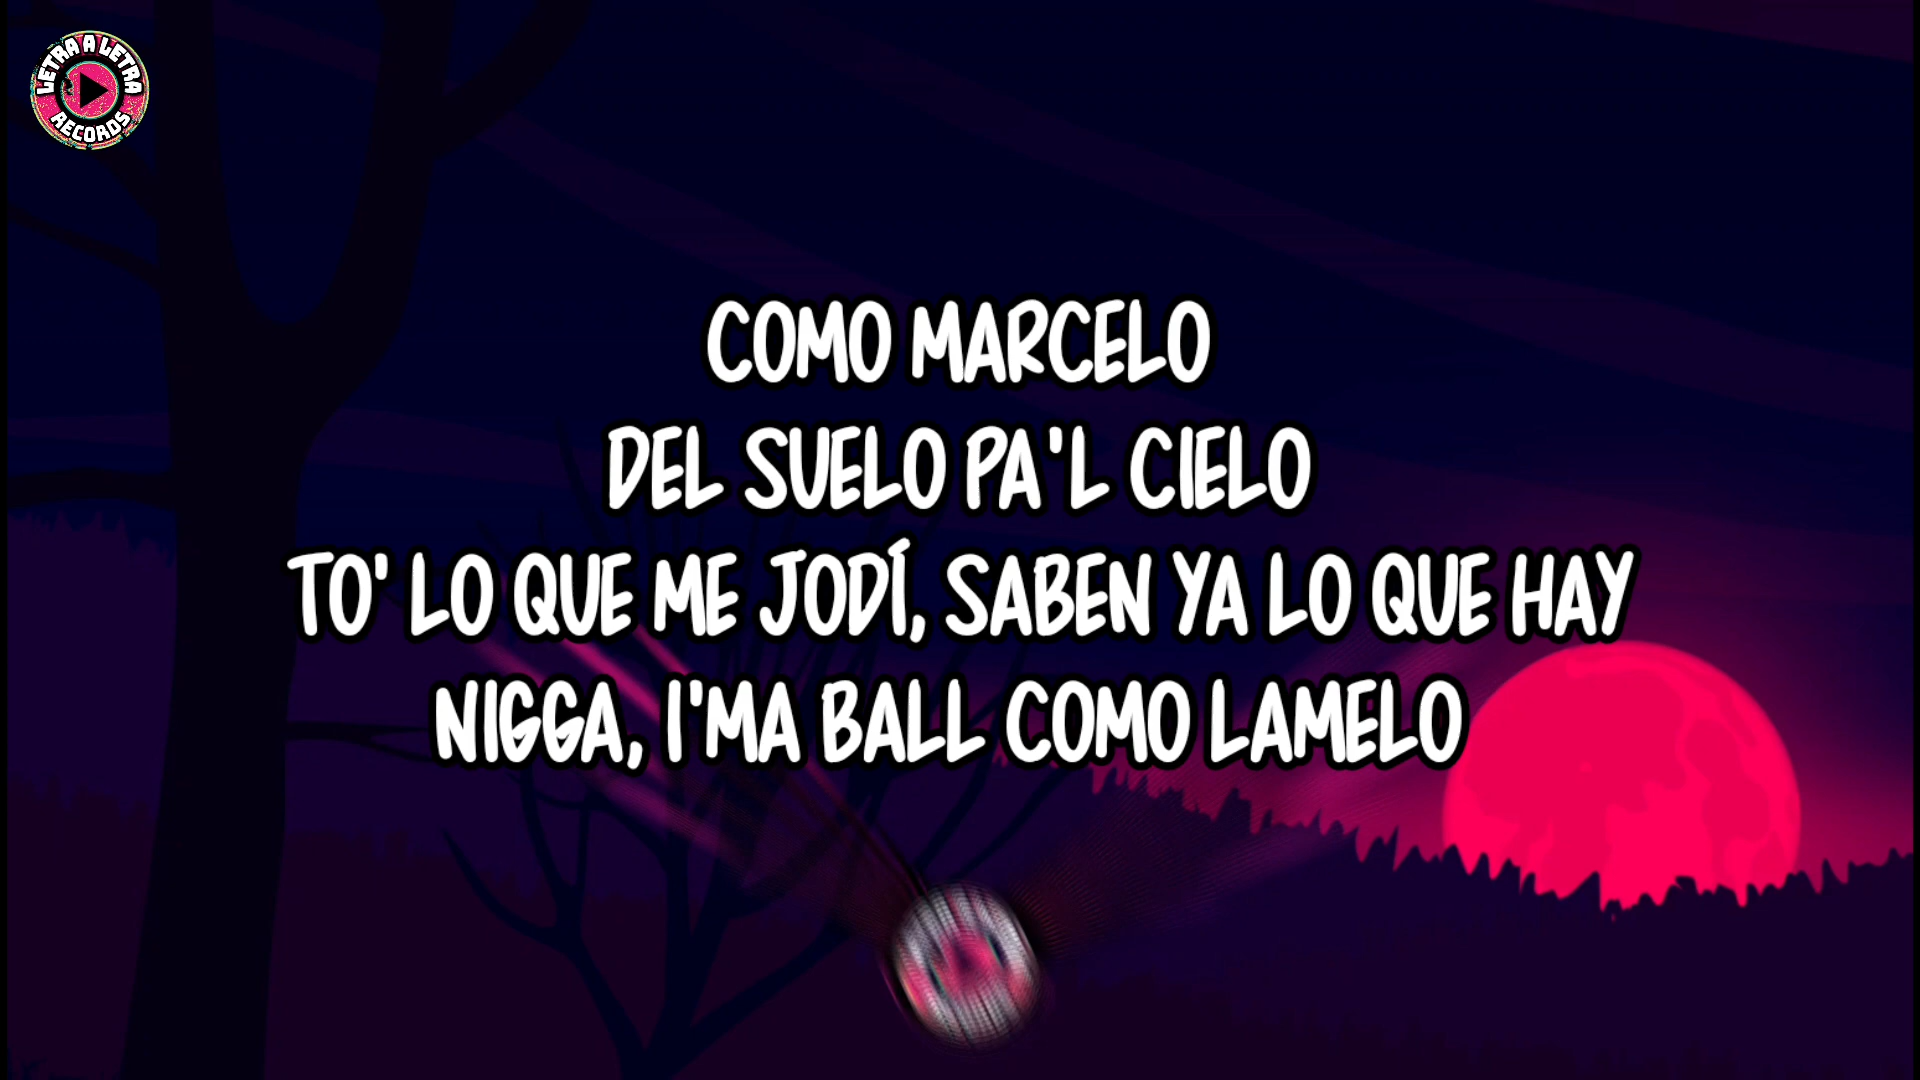 LETRA A LETRA
RECORDS
COMO MARCELO
DEL SUELO PA'L CIELO
TO' LO QUE ME JODÍ, SABEN YA LO QUE HAY
NIGGA, I'MA BALL COMO LAMELO